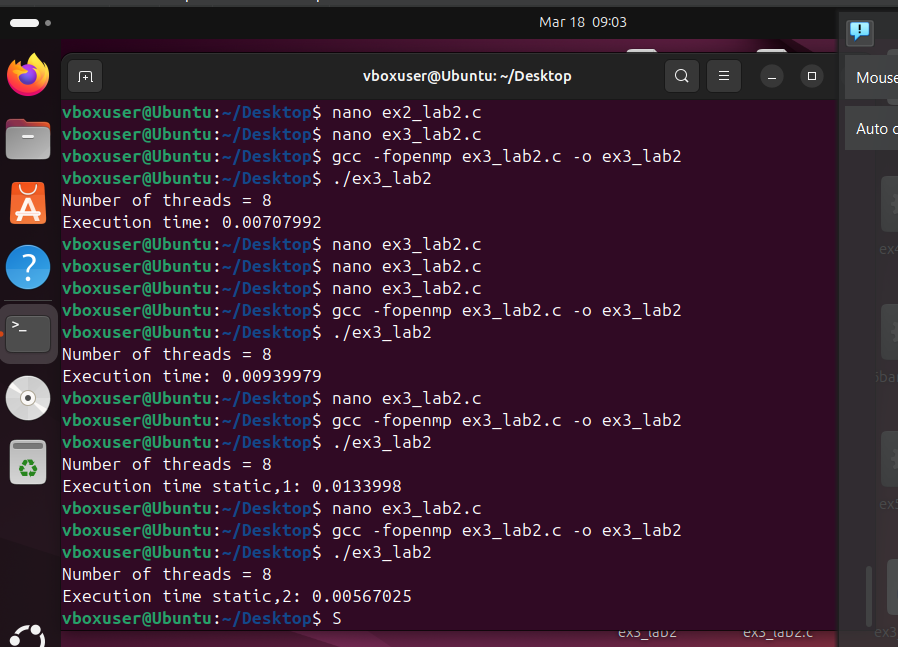 Mar 18 09:03
vboxuser@Ubuntu: ~/Desktop
vboxuser@Ubuntu:~/Desktop$ nano ex2_lab2.c
vboxuser@Ubuntu:~/Desktop$ nano ex3_lab2.c
vboxuser@Ubuntu:~/Desktop$ gcc -fopenmp ex3_lab2.c -o ex3_lab2
vboxuser@Ubuntu:~/Desktop$ ./ex3_lab2
Number of threads = 8
Execution time: 0.00707992
vboxuser@Ubuntu:~/Desktop$ nano ex3_lab2.c
vboxuser@Ubuntu:~/Desktop$ nano ex3_lab2.c
vboxuser@Ubuntu:~/Desktop$ nano ex3_lab2.c
vboxuser@Ubuntu:~/Desktop$ gcc -fopenmp ex3_lab2.c -o ex3_lab2
vboxuser@Ubuntu:~/Desktop$ ./ex3_lab2
Number of threads = 8
Execution time: 0.00939979
vboxuser@Ubuntu:~/Desktop$ nano ex3_lab2.c
vboxuser@Ubuntu:~/Desktop$ gcc -fopenmp ex3_lab2.c -o ex3_lab2
vboxuser@Ubuntu:~/Desktop$ ./ex3_lab2
Number of threads = 8
Execution time static,1: 0.0133998
vboxuser@Ubuntu:~/Desktop$ nano ex3_lab2.c
vboxuser@Ubuntu:~/Desktop$ gcc -fopenmp ex3_lab2.c -o ex3_lab2
vboxuser@Ubuntu:~/Desktop$ ./ex3_lab2
Number of threads = 8
Execution time static,2: 0.00567025
vboxuser@Ubuntu:~/Desktop$ S
ex3_lab2 ex3_lab2.c
Mouse
Auto